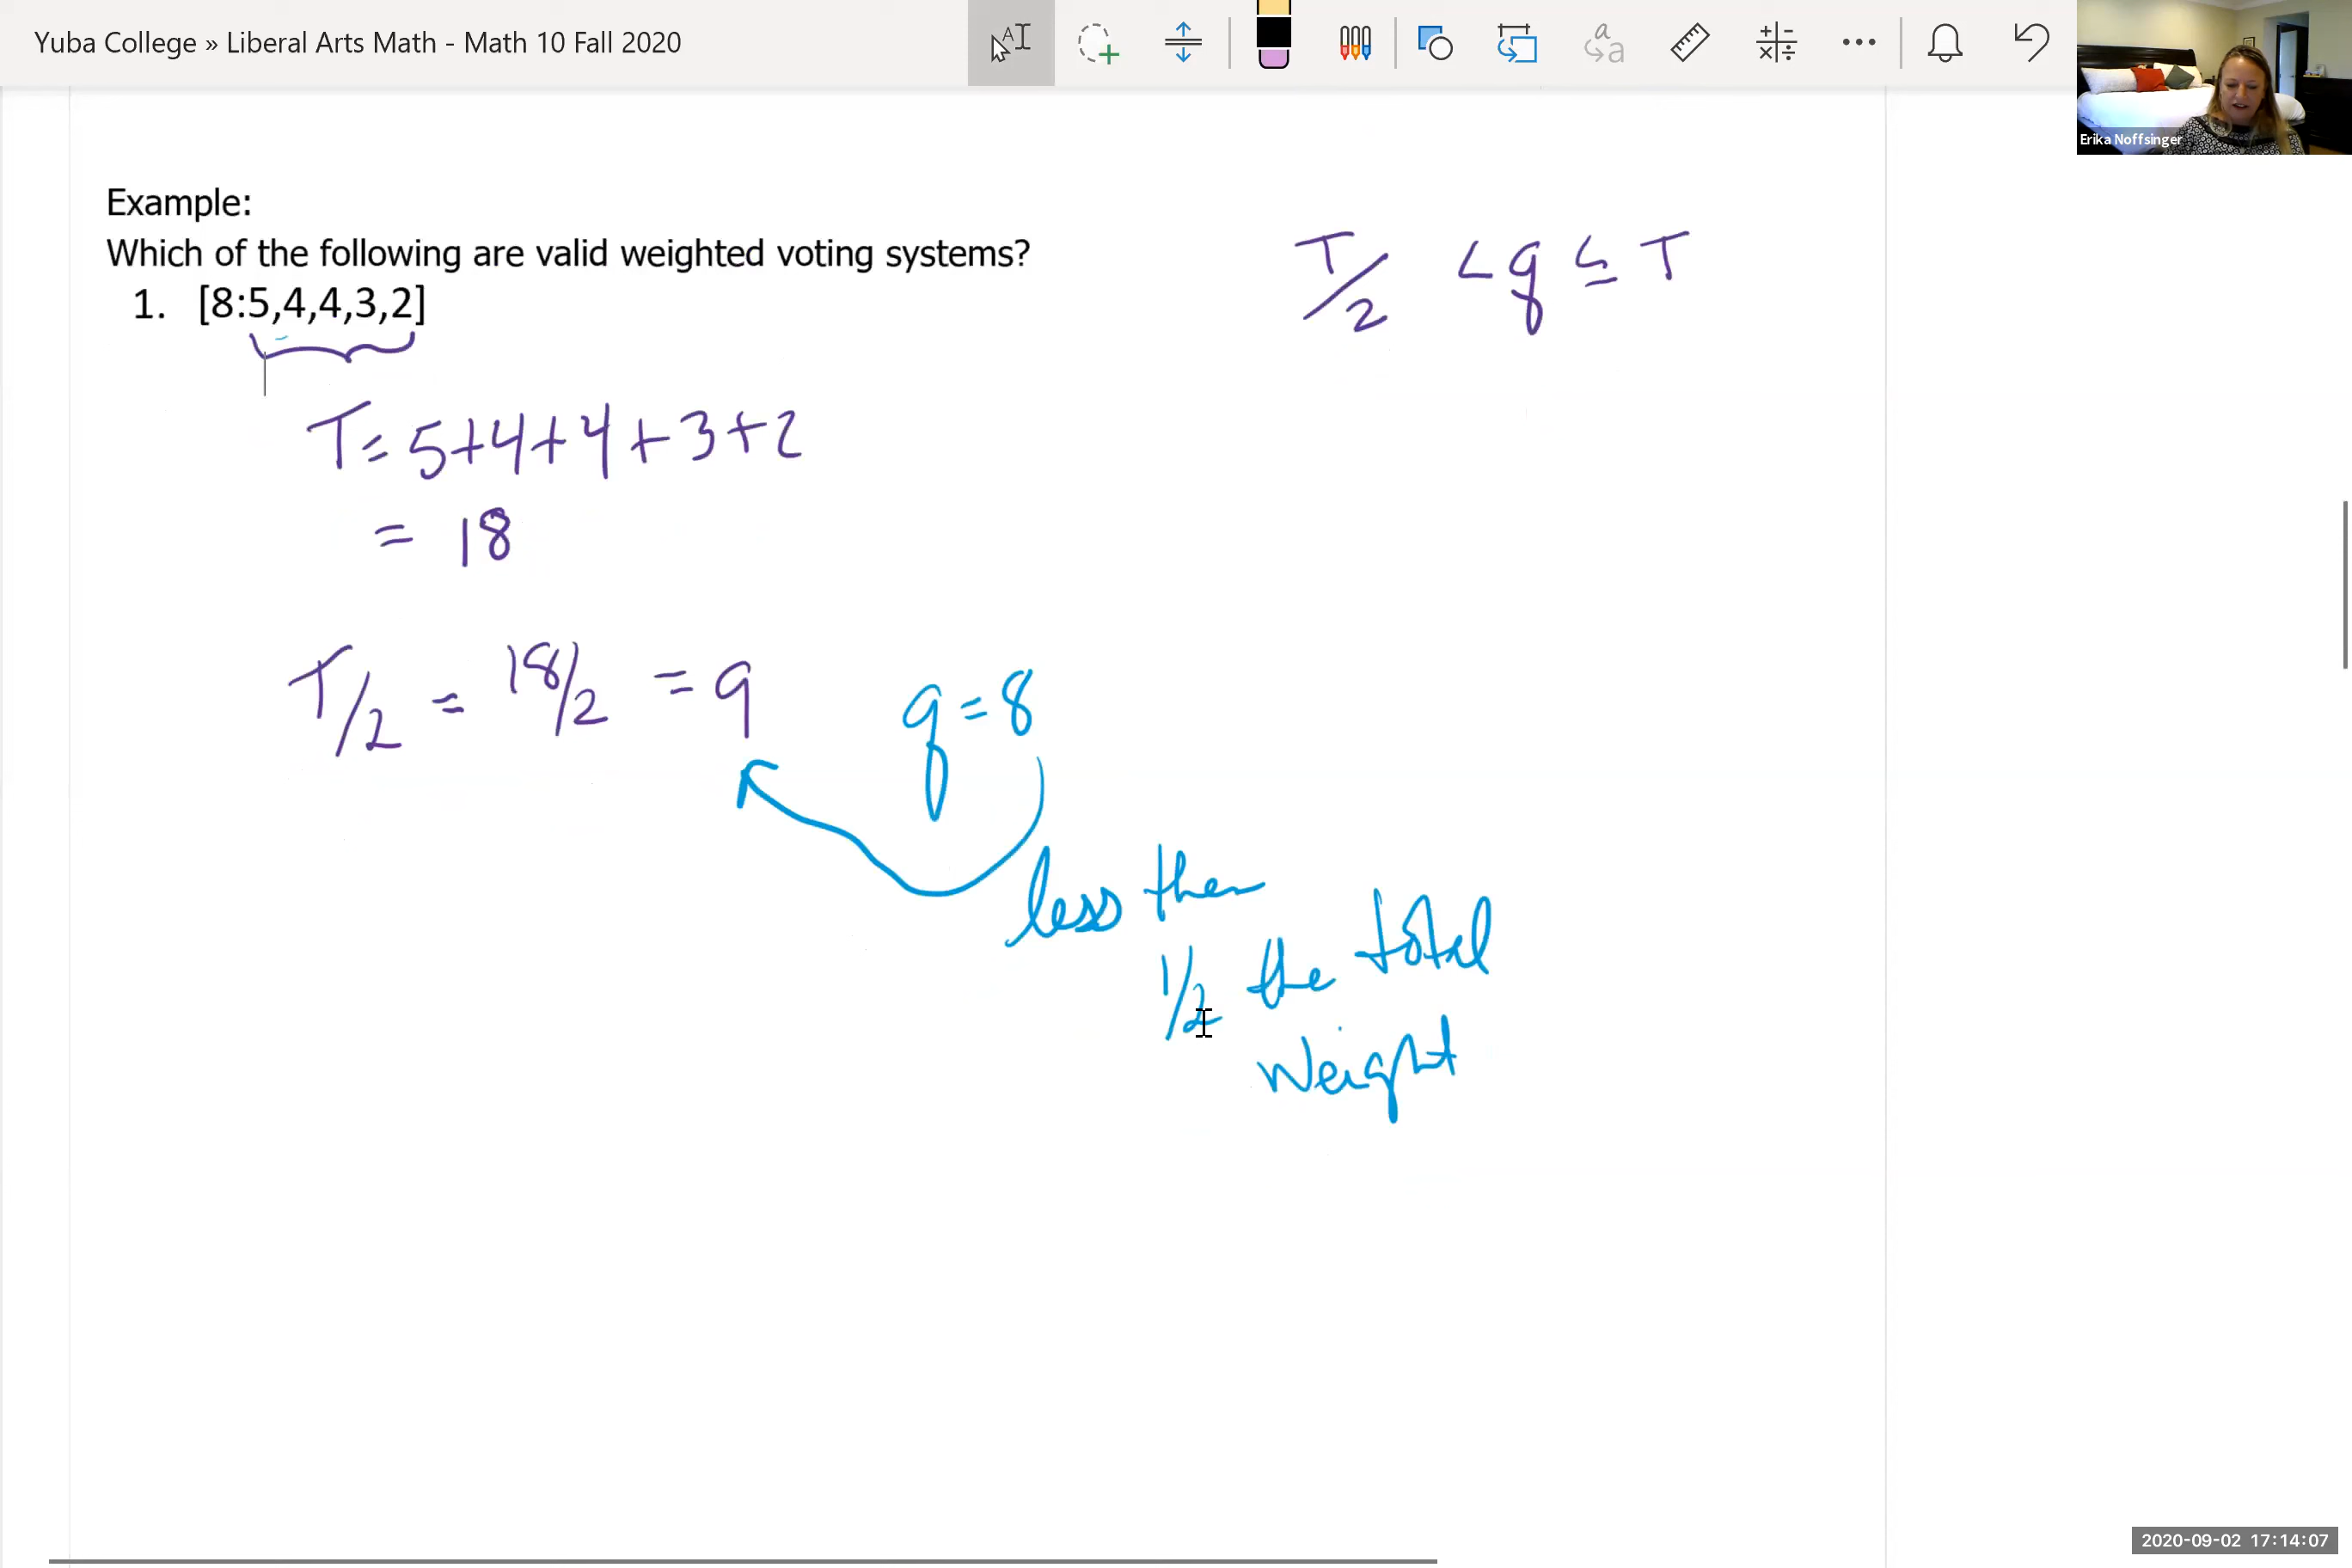 Yuba College » Liberal Arts Math - Math 10 Fall 2020
Erika Noffsinger
Example:
Which of the following are valid weighted voting systems?
1. [8:5,4,4,3,2]
T/2 < q ≤ T
T = 5+4+4+3+2
= 18
T/2 = 18/2 = 9
q = 8
less then
1/2 the total
weight
2020-09-02 17:14:07